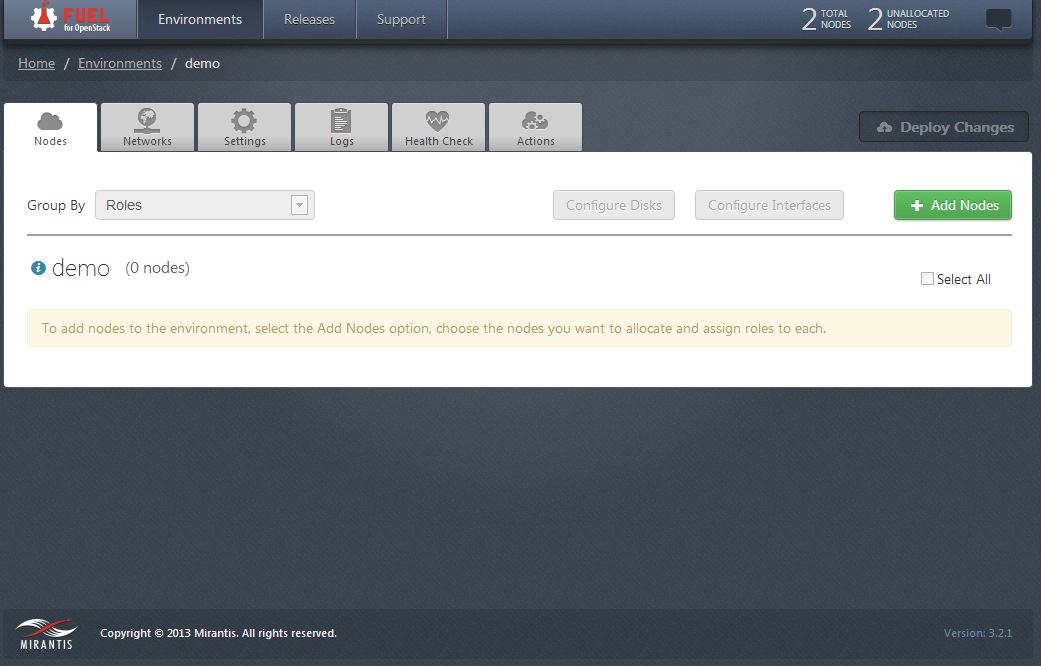 FUEL
for OpenStack
Environments
Releases
Support
2 TOTAL NODES
2 UNALLOCATED NODES
Home / Environments / demo
Nodes
Networks
Settings
Logs
Health Check
Actions
Deploy Changes
Group By
Roles
Configure Disks
Configure Interfaces
+ Add Nodes
demo (0 nodes)
Select All
To add nodes to the environment, select the Add Nodes option, choose the nodes you want to allocate and assign roles to each.
MIRANTIS
Copyright © 2013 Mirantis. All rights reserved.
Version: 3.2.1